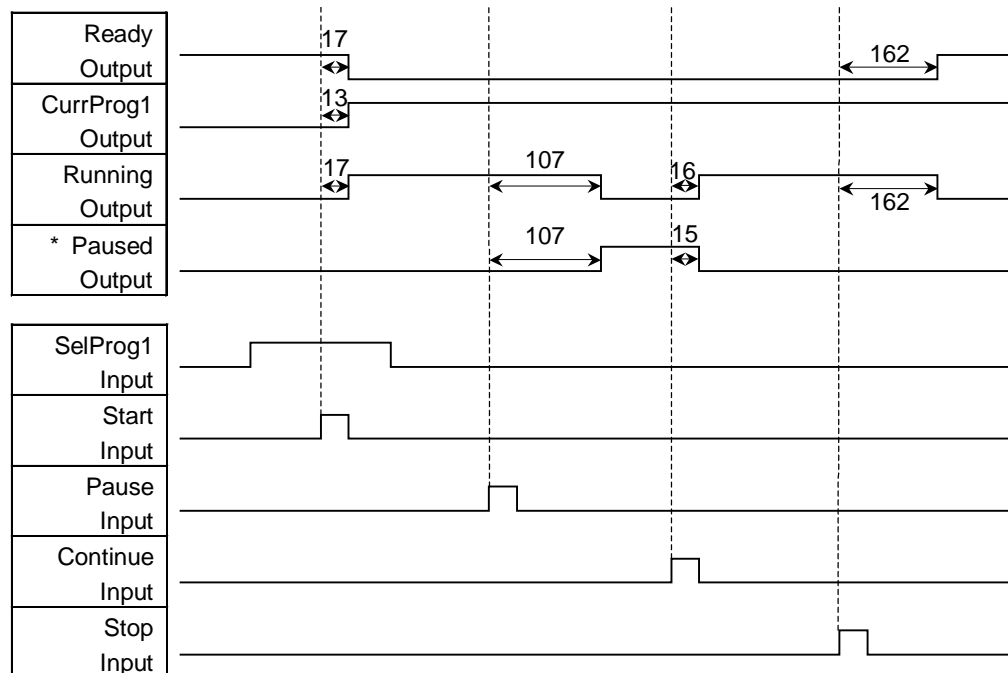 Ready
Output
17
162
CurrProg1
Output
13
Running
Output
17
107
16
162
* Paused
Output
107
15
SelProg1
Input
Start
Input
Pause
Input
Continue
Input
Stop
Input